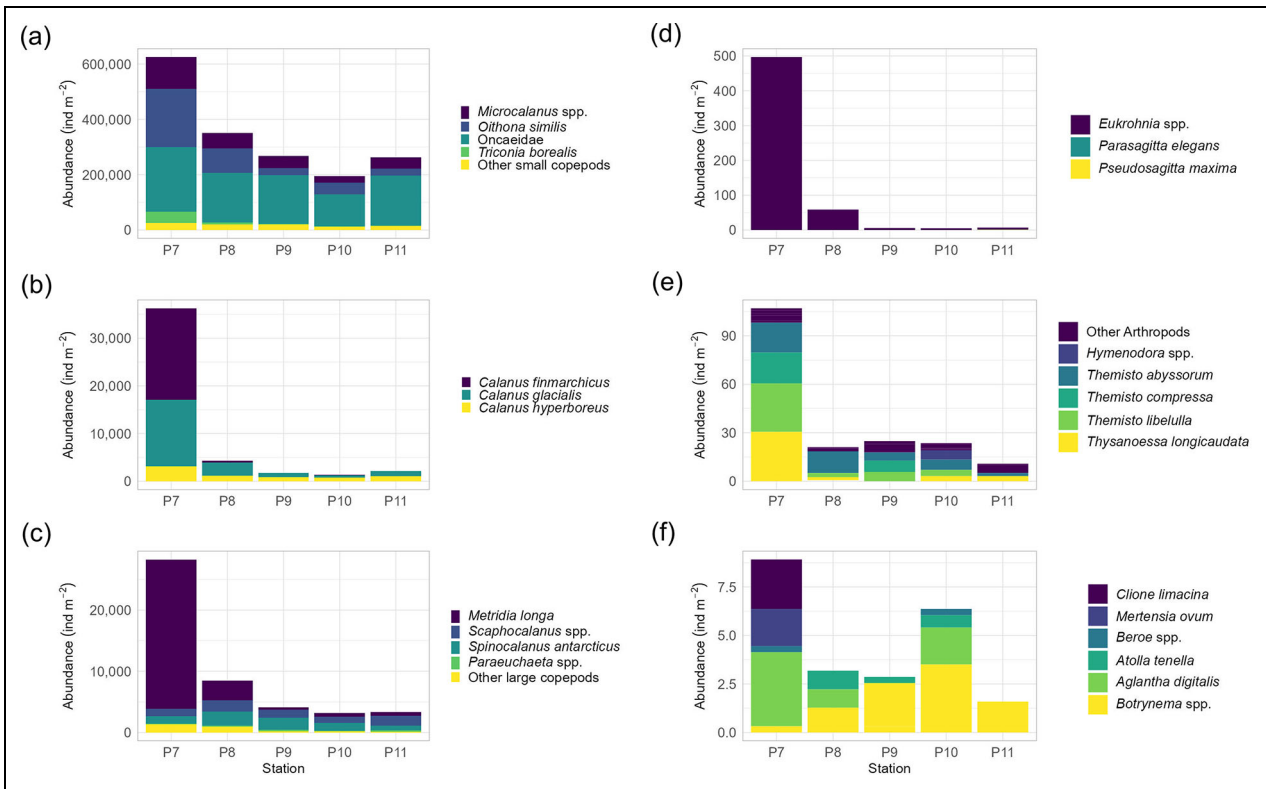 (a)
Abundance (ind m⁻²)
600,000
400,000
200,000
0
P7 P8 P9 P10 P11
Microcalanus spp.
Oithona similis
Oncaeidae
Triconia borealis
Other small copepods
(b)
Abundance (ind m⁻²)
30,000
20,000
10,000
0
P7 P8 P9 P10 P11
Calanus finmarchicus
Calanus glacialis
Calanus hyperboreus
(c)
Abundance (ind m⁻²)
20,000
10,000
0
P7 P8 P9 P10 P11
Station
Metridia longa
Scaphocalanus spp.
Spinocalanus antarcticus
Paraeuchaeta spp.
Other large copepods
(d)
Abundance (ind m⁻²)
500
400
300
200
100
0
P7 P8 P9 P10 P11
Eukrohnia spp.
Parasagitta elegans
Pseudosagitta maxima
(e)
Abundance (ind m⁻²)
90
60
30
0
P7 P8 P9 P10 P11
Other Arthropods
Hymenodora spp.
Themisto abyssorum
Themisto compressa
Themisto libelulla
Thysanoessa longicaudata
(f)
Abundance (ind m⁻²)
7.5
5.0
2.5
0.0
P7 P8 P9 P10 P11
Station
Clione limacina
Mertensia ovum
Beroe spp.
Atolla tenella
Aglantha digitalis
Botrynema spp.